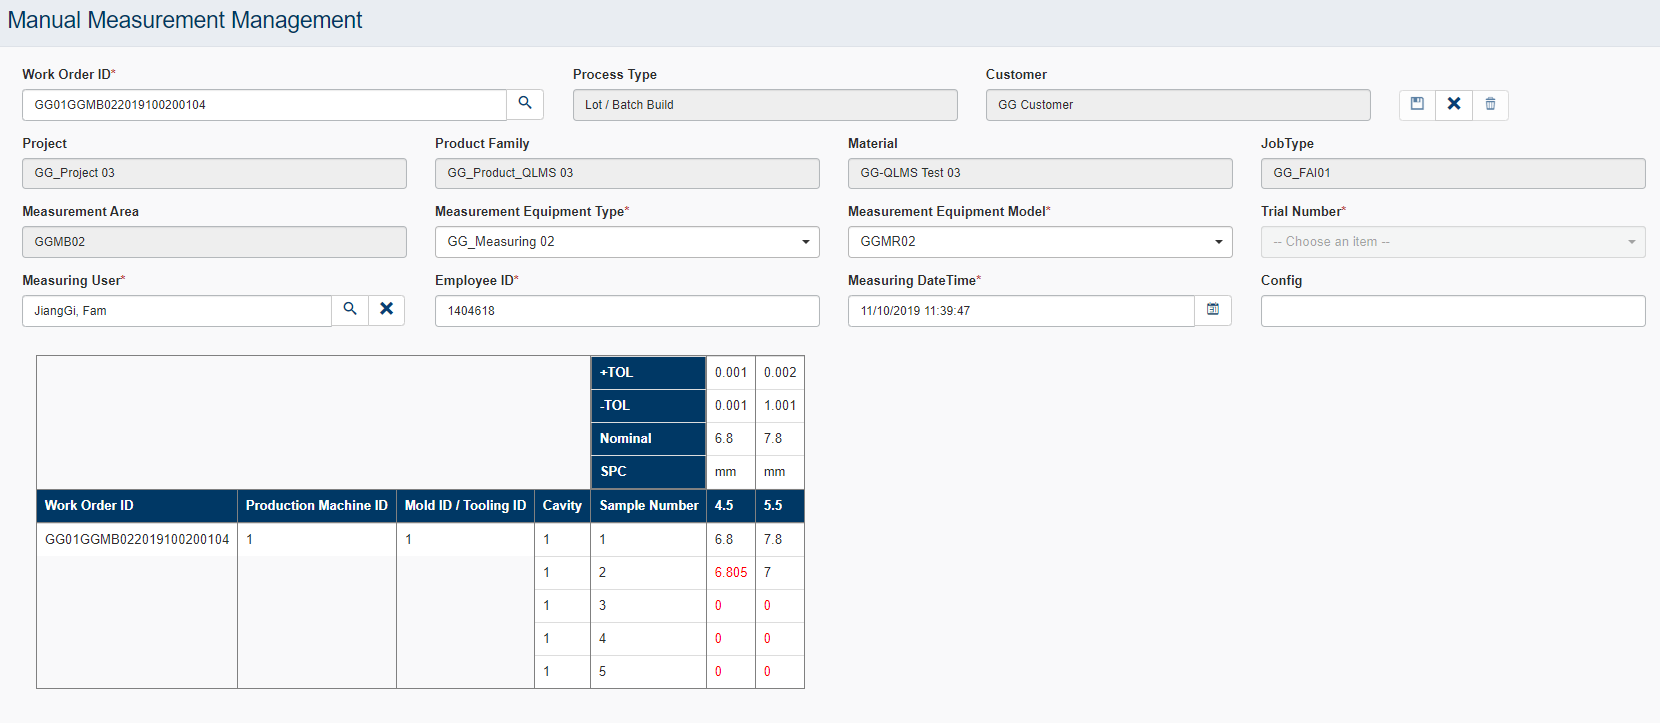 Manual Measurement Management
Work Order ID* Process Type Customer
GG01GGMB022019100200104 Lot / Batch Build GG Customer
Project Product Family Material JobType
GG_Project 03 GG_Product_QLMS 03 GG-QLMS Test 03 GG_FAI01
Measurement Area Measurement Equipment Type* Measurement Equipment Model* Trial Number*
GGMB02 GG_Measuring 02 GGMR02 -- Choose an item --
Measuring User* Employee ID* Measuring DateTime* Config
JiangGi, Fam 1404618 11/10/2019 11:39:47
+TOL 0.001 0.002
-TOL 0.001 1.001
Nominal 6.8 7.8
SPC mm mm
Work Order ID Production Machine ID Mold ID / Tooling ID Cavity Sample Number 4.5 5.5
GG01GGMB022019100200104 1 1 1 1 6.8 7.8
1 2 6.805 7
1 3 0 0
1 4 0 0
1 5 0 0